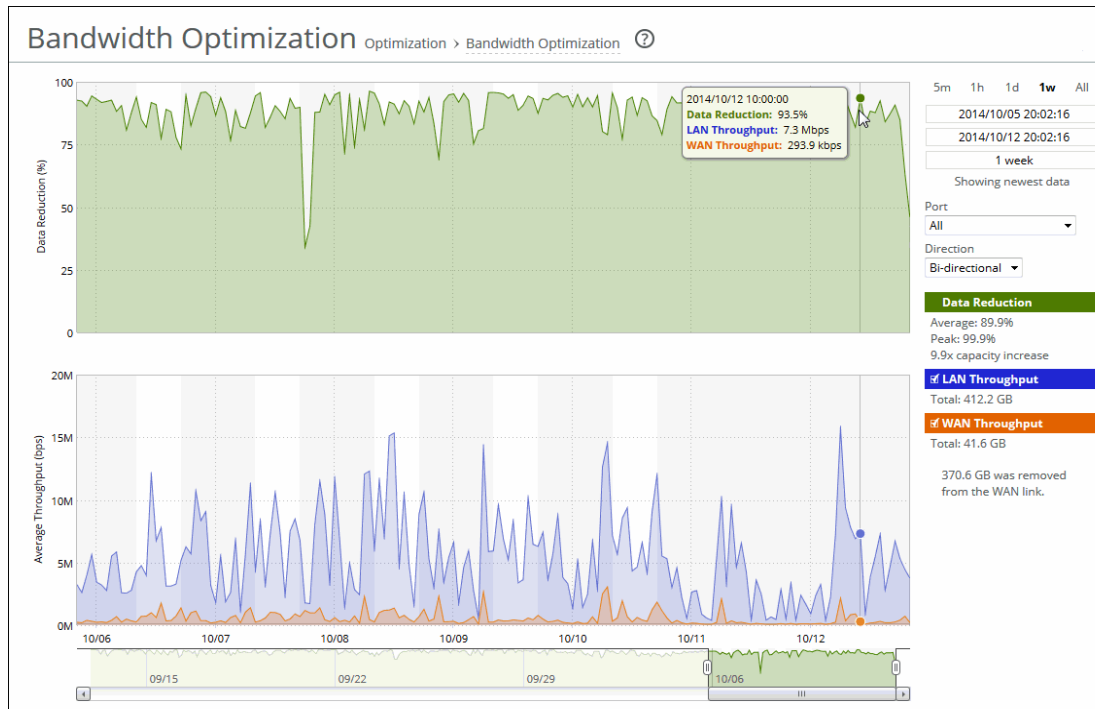 Bandwidth Optimization Optimization › Bandwidth Optimization ?
100
75
50
25
0
Data Reduction (%)
2014/10/12 10:00:00
Data Reduction: 93.5%
LAN Throughput: 7.3 Mbps
WAN Throughput: 293.9 kbps
20M
15M
10M
5M
0M
Average Throughput (bps)
10/06 10/07 10/08 10/09 10/10 10/11 10/12
09/15 09/22 09/29 10/06
5m 1h 1d 1w All
2014/10/05 20:02:16
2014/10/12 20:02:16
1 week
Showing newest data
Port
All
Direction
Bi-directional
Data Reduction
Average: 89.9%
Peak: 99.9%
9.9x capacity increase
LAN Throughput
Total: 412.2 GB
WAN Throughput
Total: 41.6 GB
370.6 GB was removed
from the WAN link.